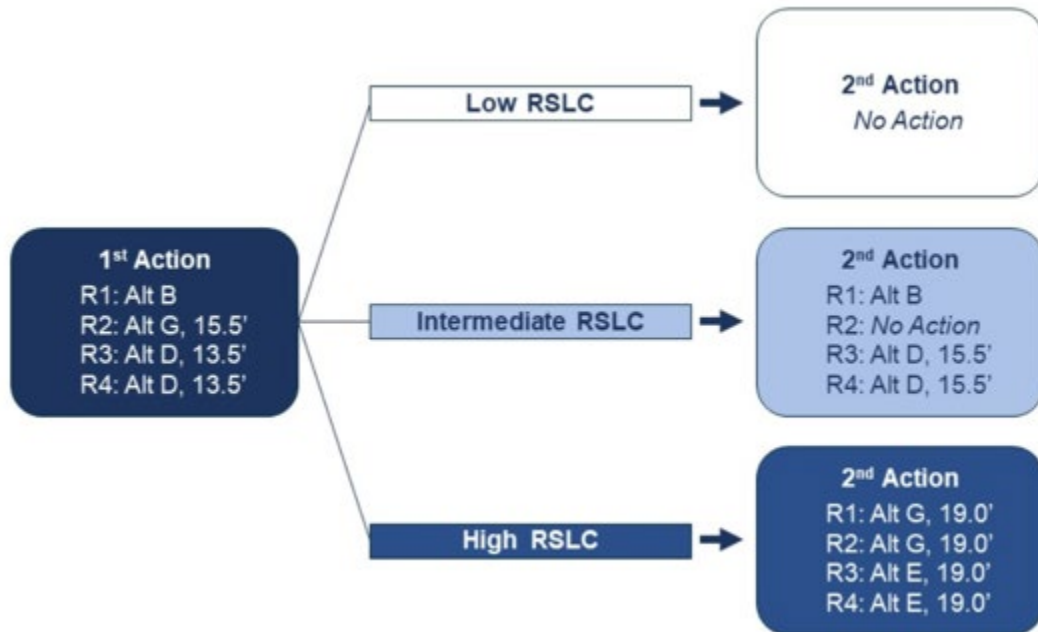 1st Action
R1: Alt B
R2: Alt G, 15.5’
R3: Alt D, 13.5’
R4: Alt D, 13.5’
Low RSLC
2nd Action
No Action
Intermediate RSLC
2nd Action
R1: Alt B
R2: No Action
R3: Alt D, 15.5’
R4: Alt D, 15.5’
High RSLC
2nd Action
R1: Alt G, 19.0’
R2: Alt G, 19.0’
R3: Alt E, 19.0’
R4: Alt E, 19.0’